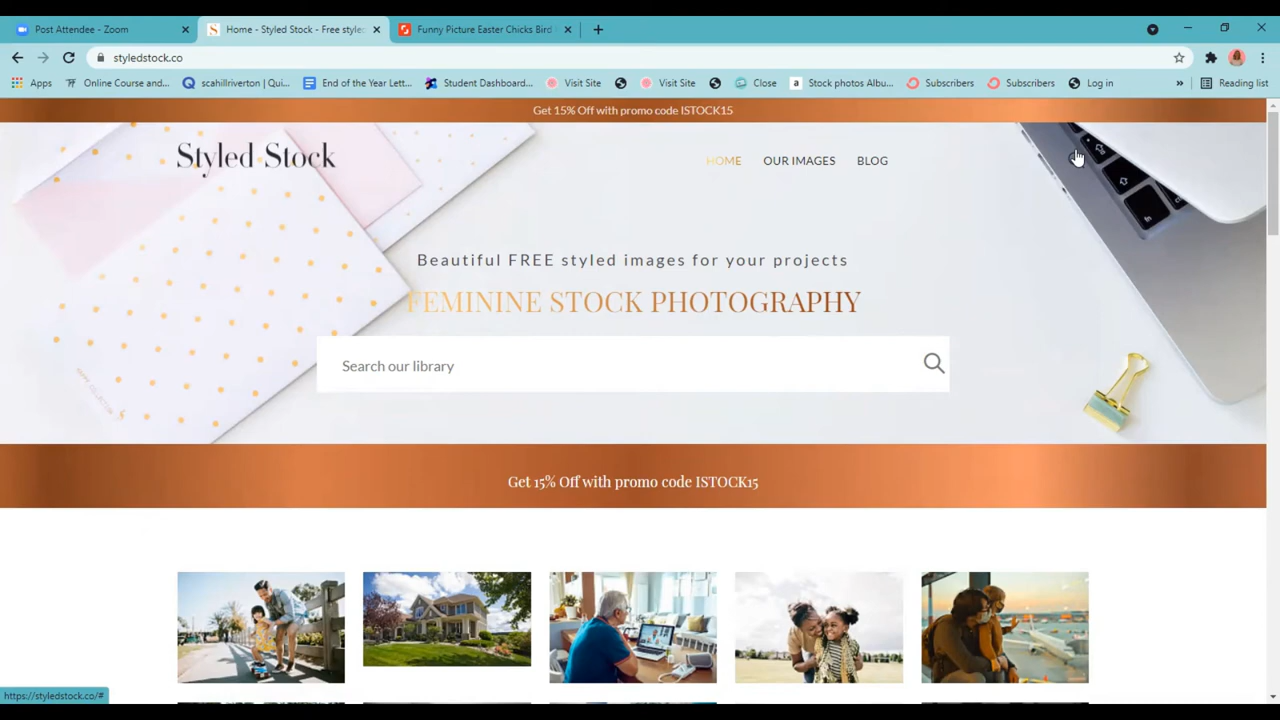 Post Attendee - Zoom
Home - Styled Stock - Free style
Funny Picture Easter Chicks Bird
styledstock.co
Apps
Online Course and...
scahillriverton | Qui...
End of the Year Lett...
Student Dashboard...
Visit Site
Visit Site
Close
Stock photos Albu...
Subscribers
Subscribers
Log in
Reading list
Get 15% Off with promo code ISTOCK15
Styled Stock
HOME
OUR IMAGES
BLOG
fn
Beautiful FREE styled images for your projects
FEMININE STOCK PHOTOGRAPHY
Search our library
Get 15% Off with promo code ISTOCK15
https://styledstock.co/#